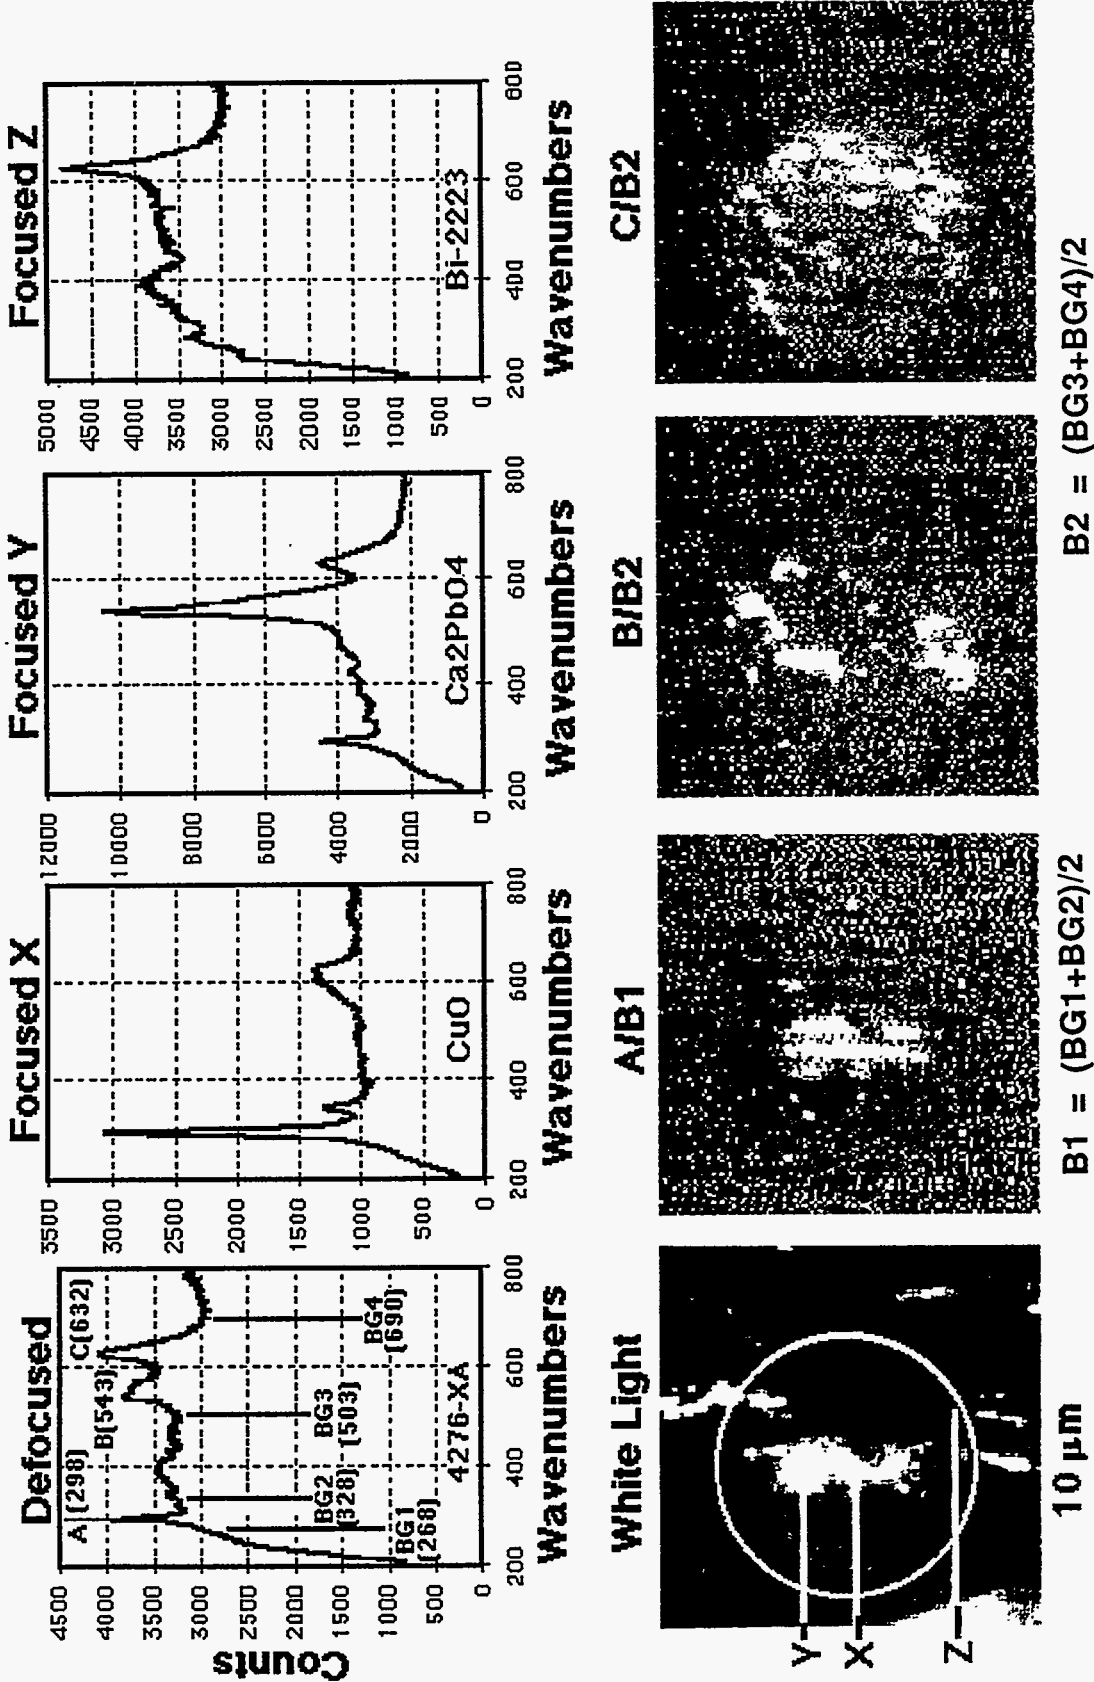 Defocused
Counts
4500
4000
3500
3000
2500
2000
1500
1000
500
0
A
(298)
B(543)
C(632)
BG1
(268)
BG2
(328)
BG3
(503)
BG4
(690)
4276-XA
200
400
600
800
Wavenumbers
Focused X
3500
3000
2500
2000
1500
1000
500
0
CuO
200
400
600
800
Wavenumbers
Focused Y
12000
10000
8000
6000
4000
2000
0
Ca2PbO4
200
400
600
800
Wavenumbers
Focused Z
5000
4500
4000
3500
3000
2500
2000
1500
1000
500
0
Bi-2223
200
400
600
800
Wavenumbers
White Light
Y
X
Z
10 µm
A/B1
B/B2
C/B2
B1 = (BG1+BG2)/2
B2 = (BG3+BG4)/2